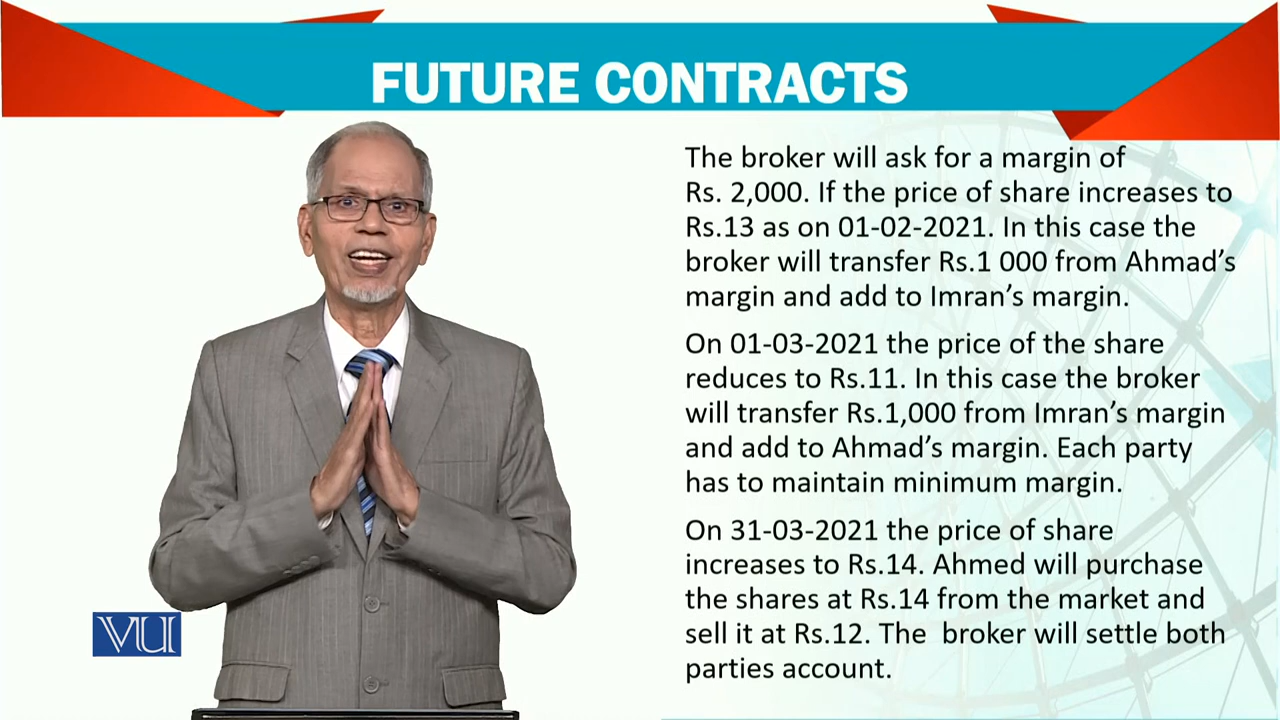 FUTURE CONTRACTS
The broker will ask for a margin of
Rs. 2,000. If the price of share increases to
Rs.13 as on 01-02-2021. In this case the
broker will transfer Rs.1 000 from Ahmad's
margin and add to Imran's margin.
On 01-03-2021 the price of the share
reduces to Rs.11. In this case the broker
will transfer Rs.1,000 from Imran's margin
and add to Ahmad's margin. Each party
has to maintain minimum margin.
On 31-03-2021 the price of share
increases to Rs.14. Ahmed will purchase
the shares at Rs.14 from the market and
sell it at Rs.12. The  broker will settle both
parties account.
VU